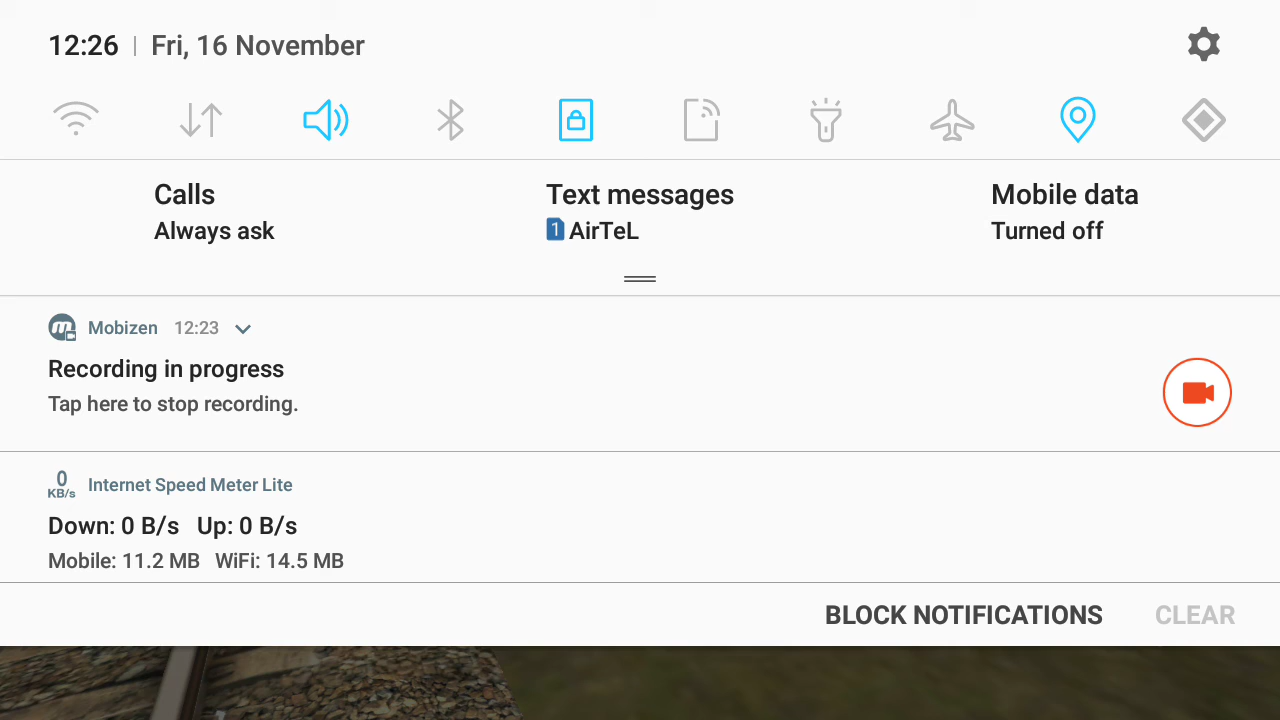 12:26 | Fri, 16 November
Calls
Always ask
Text messages
1 AirTeL
Mobile data
Turned off
Mobizen 12:23
Recording in progress
Tap here to stop recording.
0 KB/s Internet Speed Meter Lite
Down: 0 B/s Up: 0 B/s
Mobile: 11.2 MB WiFi: 14.5 MB
BLOCK NOTIFICATIONS CLEAR